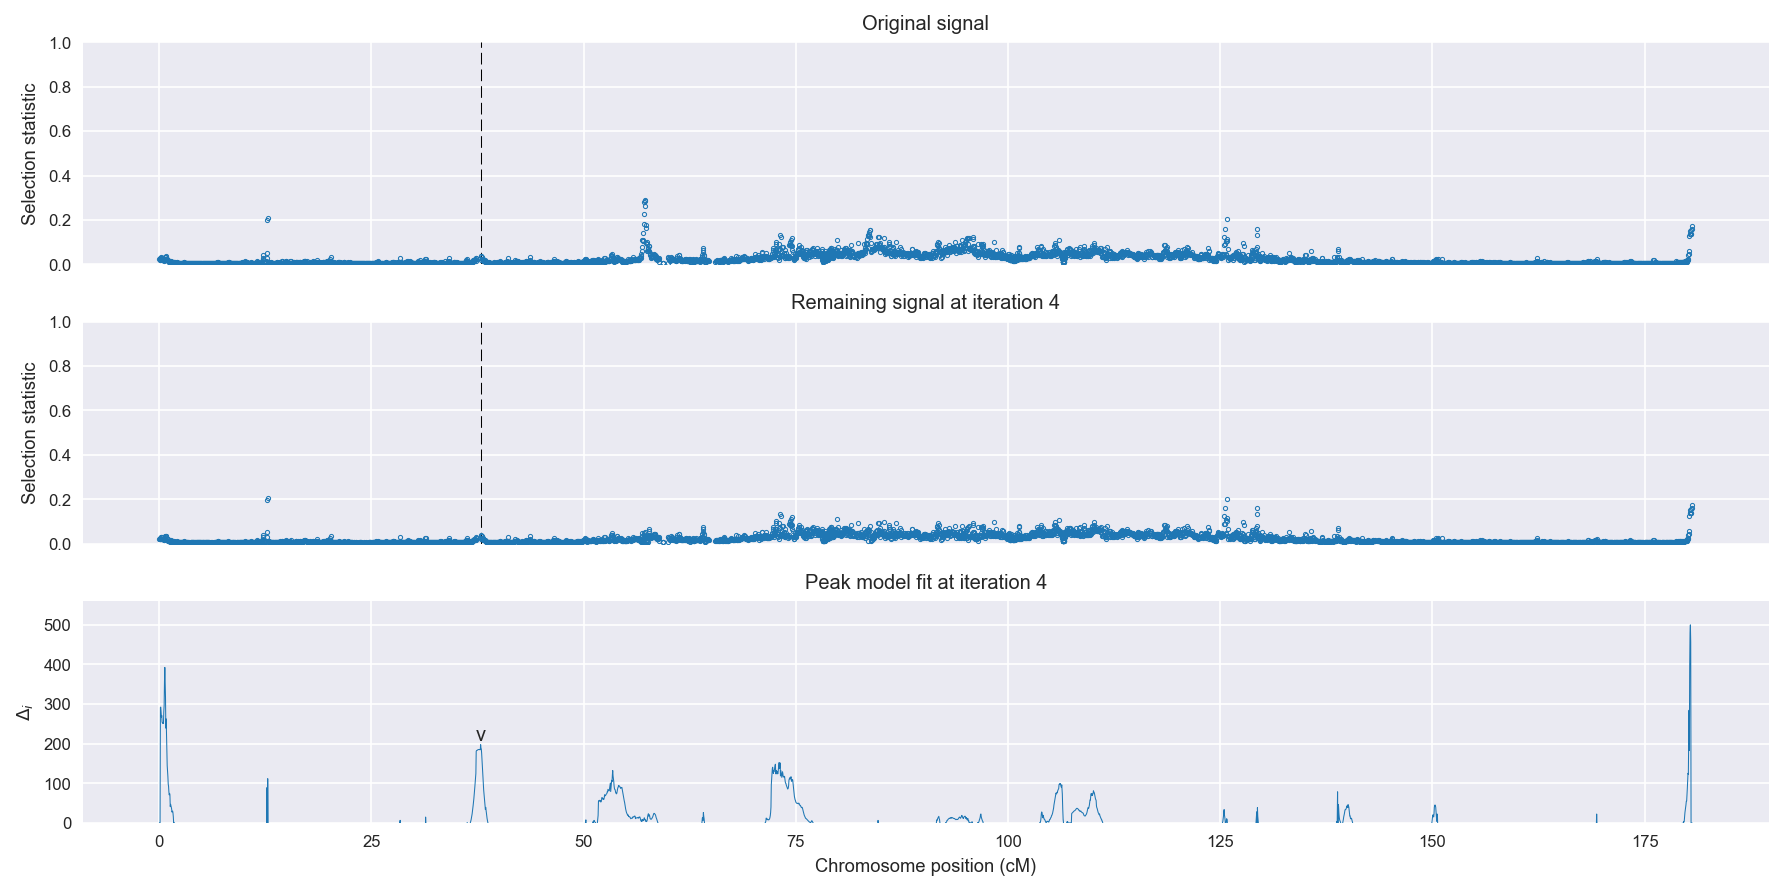 Original signal
Selection statistic
1.0
0.8
0.6
0.4
0.2
0.0
Remaining signal at iteration 4
Selection statistic
1.0
0.8
0.6
0.4
0.2
0.0
Peak model fit at iteration 4
Δi
500
400
300
200
100
0
v
0 25 50 75 100 125 150 175
Chromosome position (cM)